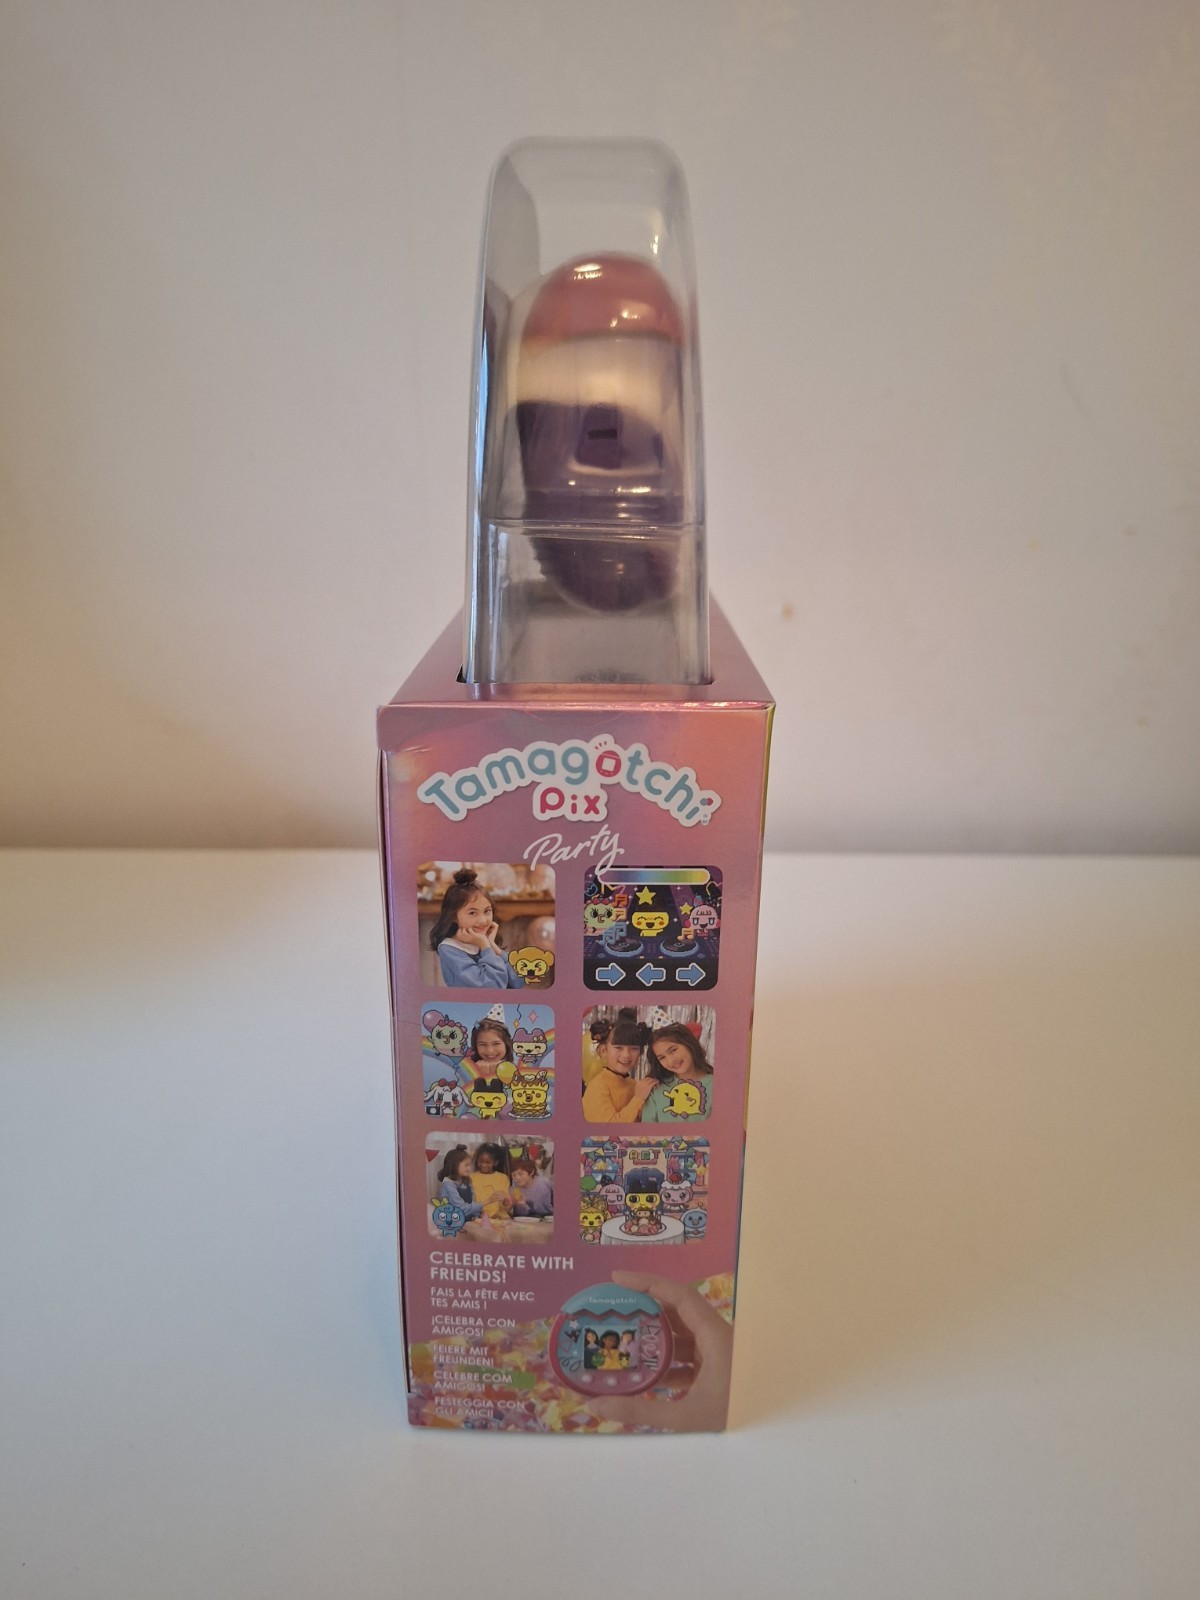 Tamagotchi
Pix
Party
PARTY
CELEBRATE WITH
FRIENDS!
FAIS LA FÊTE AVEC
TES AMIS !
¡CELEBRA CON
AMIGOS!
FEIERE MIT
FREUNDEN!
CELEBRE COM
AMIGOS!
FESTEGGIA CON
GLI AMICI!
Tamagotchi